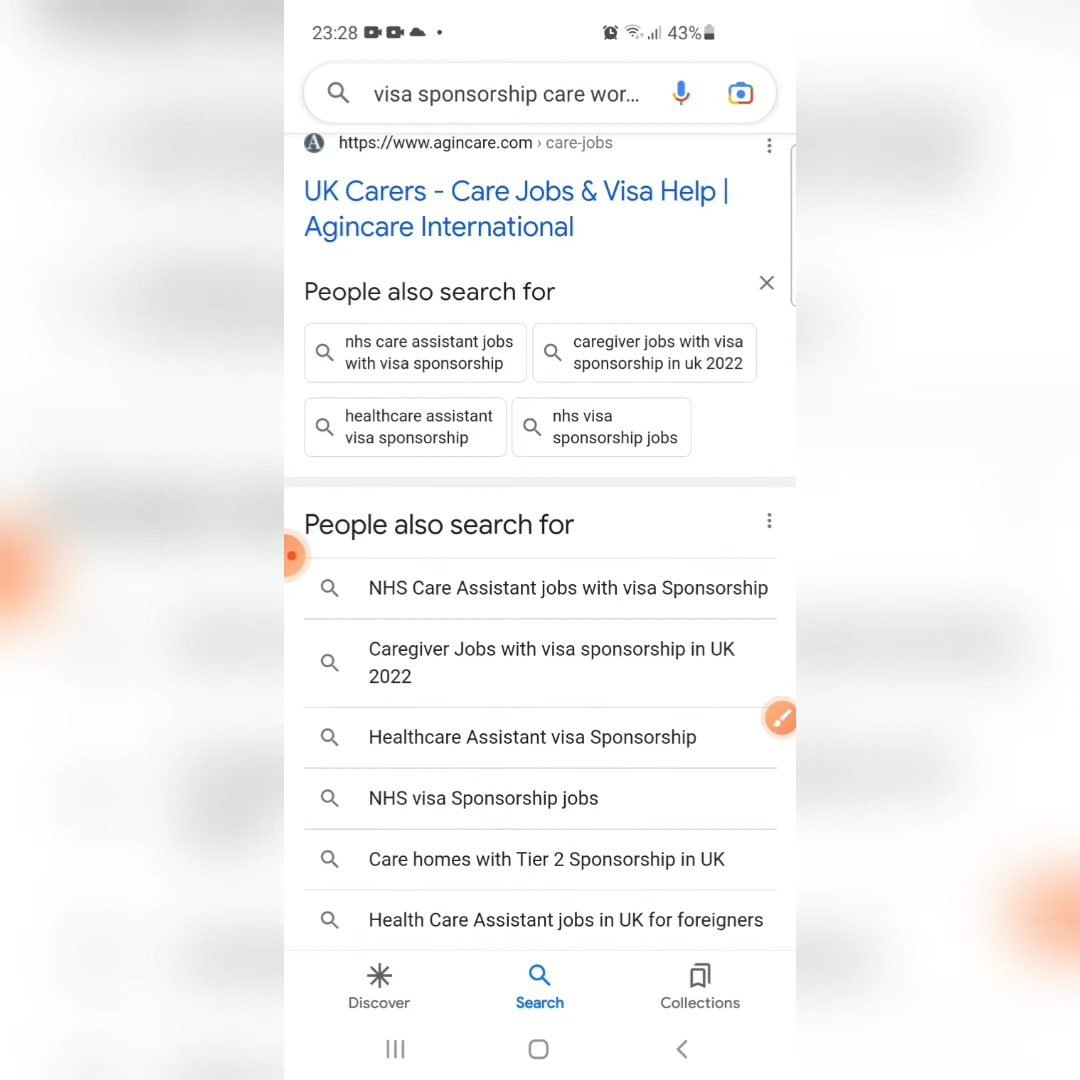 23:28
43%
visa sponsorship care wor...
A https://www.agincare.com › care-jobs
UK Carers - Care Jobs & Visa Help |
Agincare International
People also search for
nhs care assistant jobs
with visa sponsorship
caregiver jobs with visa
sponsorship in uk 2022
healthcare assistant
visa sponsorship
nhs visa
sponsorship jobs
People also search for
NHS Care Assistant jobs with visa Sponsorship
Caregiver Jobs with visa sponsorship in UK
2022
Healthcare Assistant visa Sponsorship
NHS visa Sponsorship jobs
Care homes with Tier 2 Sponsorship in UK
Health Care Assistant jobs in UK for foreigners
Discover
Search
Collections